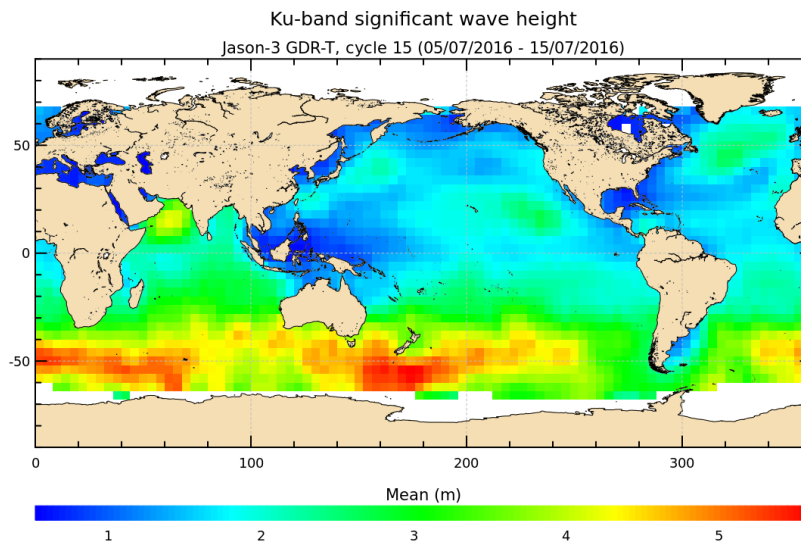 Ku-band significant wave height
Jason-3 GDR-T, cycle 15 (05/07/2016 - 15/07/2016)
50
0
-50
0 100 200 300
Mean (m)
1 2 3 4 5